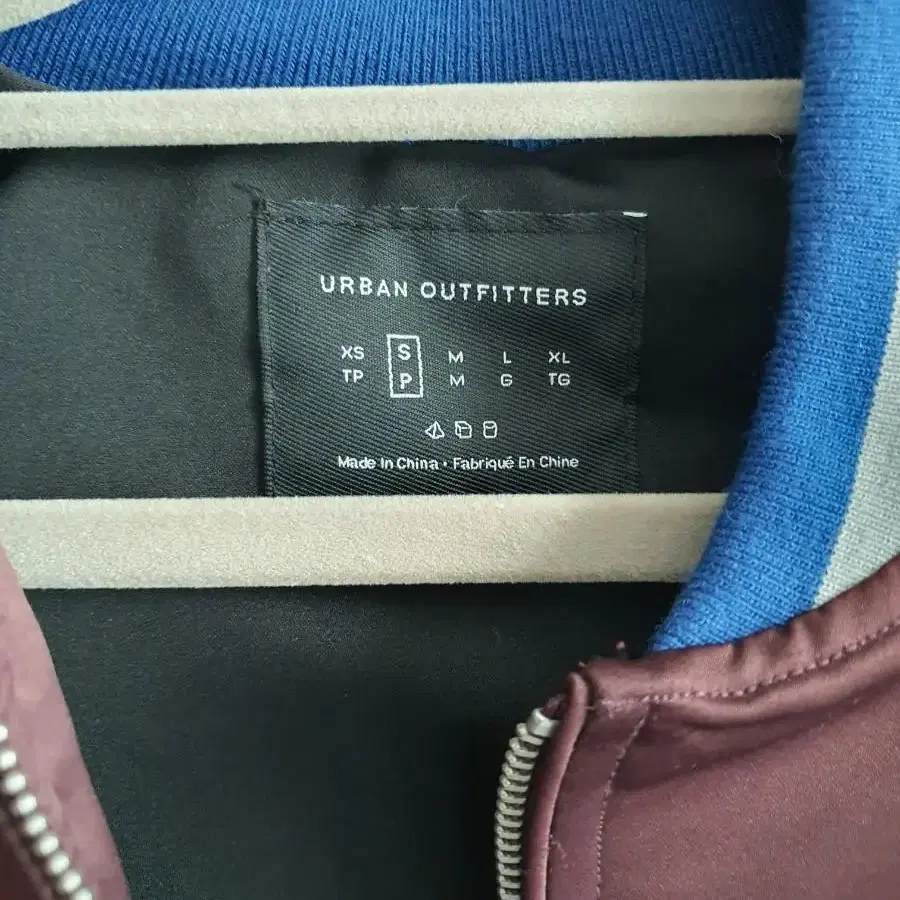 URBAN OUTFITTERS
XS S M L XL
TP P M G TG
Made In China • Fabriqué En Chine